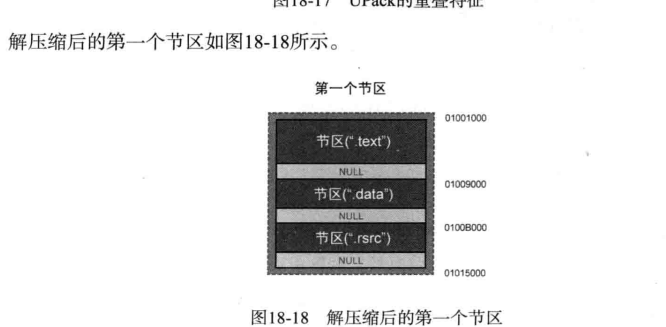 图18-17 UPack的重叠特征
解压缩后的第一个节区如图18-18所示。
第一个节区
01001000
节区(".text")
NULL
01009000
节区(".data")
NULL
0100B000
节区(".rsrc")
NULL
01015000
图18-18 解压缩后的第一个节区